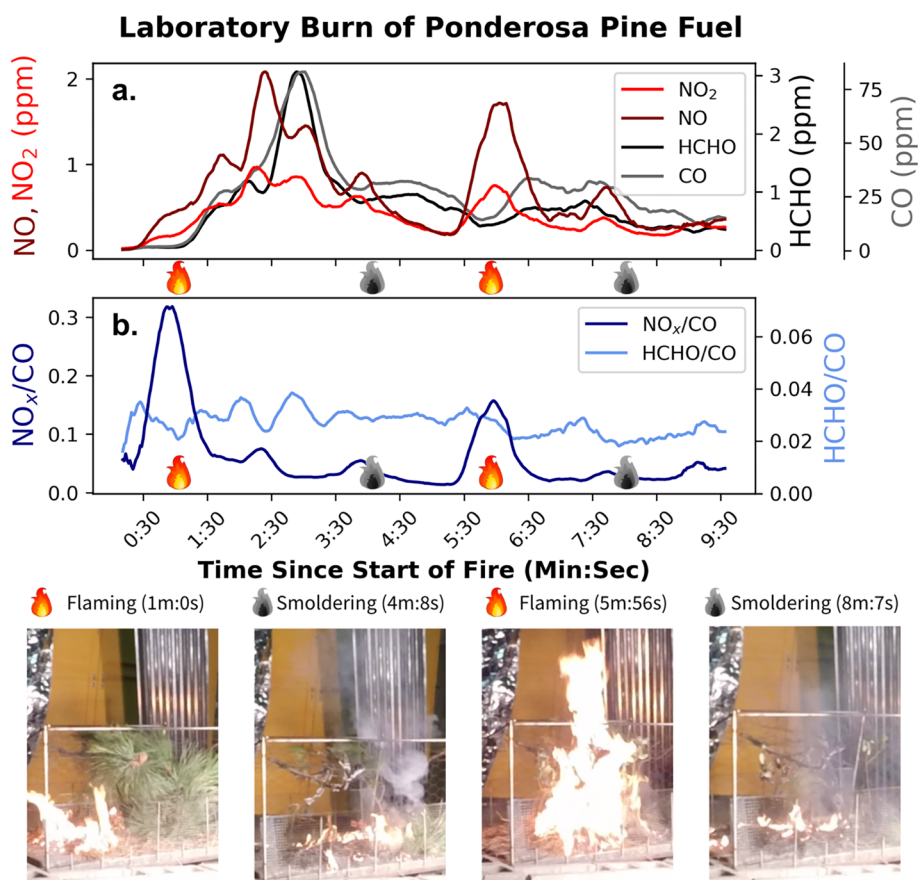 Laboratory Burn of Ponderosa Pine Fuel
a.
NO, NO₂ (ppm)
2
1
0
NO₂
NO
HCHO
CO
3
2
1
0
HCHO (ppm)
75
50
25
0
CO (ppm)
b.
NOₓ/CO
0.3
0.2
0.1
0.0
NOₓ/CO
HCHO/CO
0.06
0.04
0.02
0.00
HCHO/CO
0:30
1:30
2:30
3:30
4:30
5:30
6:30
7:30
8:30
9:30
Time Since Start of Fire (Min:Sec)
Flaming (1m:0s)
Smoldering (4m:8s)
Flaming (5m:56s)
Smoldering (8m:7s)